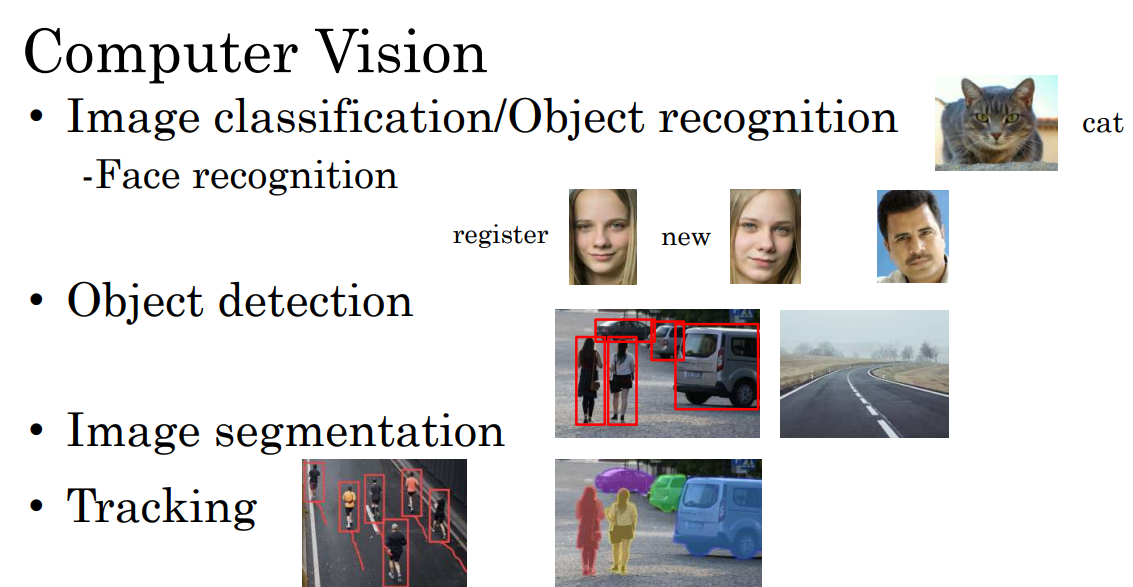 Computer Vision
• Image classification/Object recognition
cat
-Face recognition
register
new
• Object detection
• Image segmentation
• Tracking